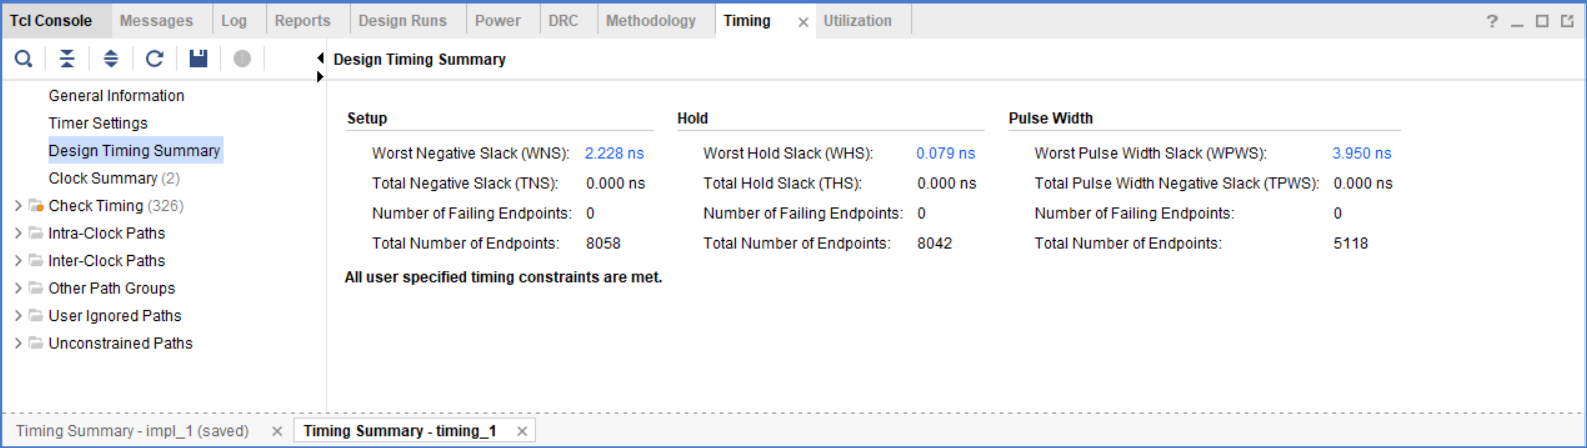 Tcl Console Messages Log Reports Design Runs Power DRC Methodology Timing × Utilization ? _
Design Timing Summary
General Information
Timer Settings
Design Timing Summary
Clock Summary (2)
Check Timing (326)
Intra-Clock Paths
Inter-Clock Paths
Other Path Groups
User Ignored Paths
Unconstrained Paths
Setup
Worst Negative Slack (WNS): 2.228 ns
Total Negative Slack (TNS): 0.000 ns
Number of Failing Endpoints: 0
Total Number of Endpoints: 8058
Hold
Worst Hold Slack (WHS): 0.079 ns
Total Hold Slack (THS): 0.000 ns
Number of Failing Endpoints: 0
Total Number of Endpoints: 8042
Pulse Width
Worst Pulse Width Slack (WPWS): 3.950 ns
Total Pulse Width Negative Slack (TPWS): 0.000 ns
Number of Failing Endpoints: 0
Total Number of Endpoints: 5118
All user specified timing constraints are met.
Timing Summary - impl_1 (saved) × Timing Summary - timing_1 ×